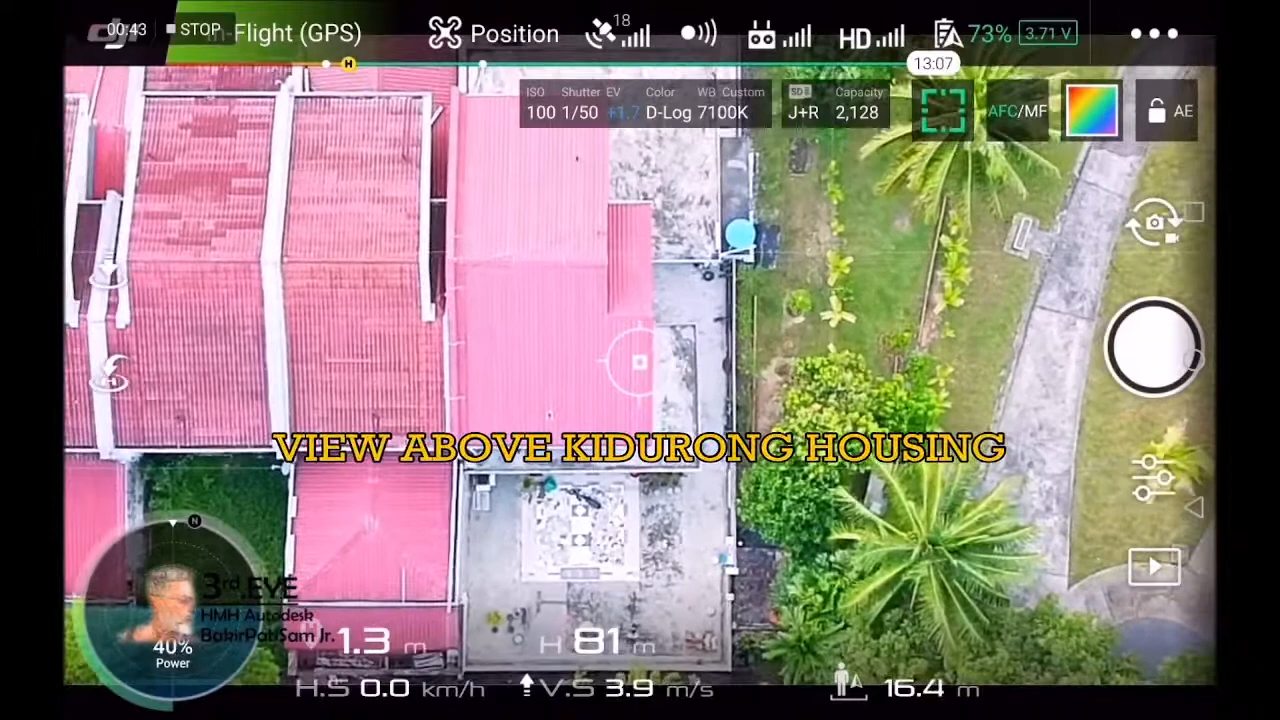 00:43 STOP
-Flight (GPS)
Position
18
HD
73% 3.71 V
13:07
ISO Shutter EV Color WB Custom
100 1/50 +1.7 D-Log 7100K
SD Capacity
J+R 2,128
AFC/MF
AE
H
VIEW ABOVE KIDURONG HOUSING
N
3rd EYE
HMH Autodesk
BakirPatiSam Jr.
40%
Power
1.3 m
H 81 m
H.S 0.0 km/h
V.S 3.9 m/s
16.4 m